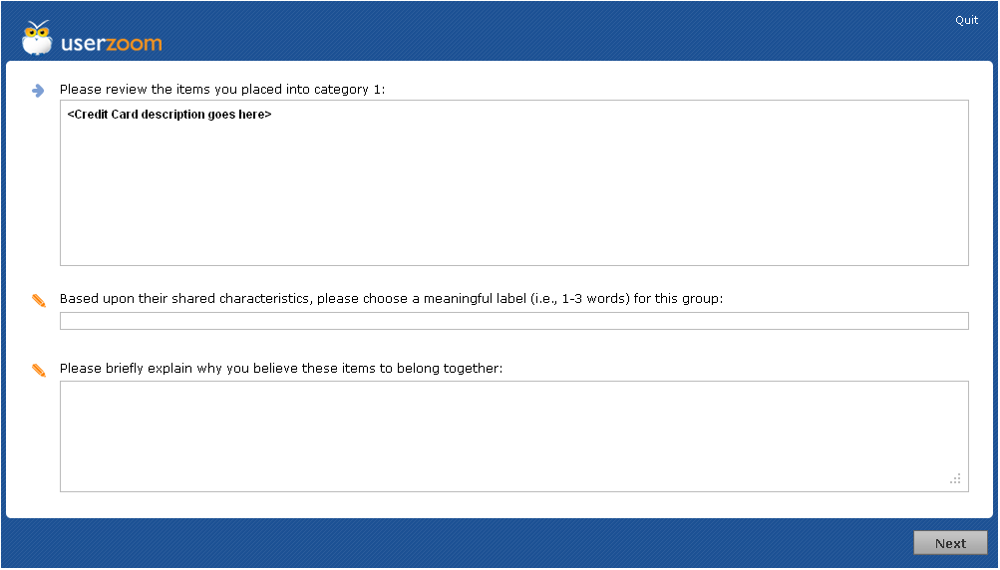 Quit
userzoom
Please review the items you placed into category 1:
<Credit Card description goes here>
Based upon their shared characteristics, please choose a meaningful label (i.e., 1-3 words) for this group:
Please briefly explain why you believe these items to belong together:
Next